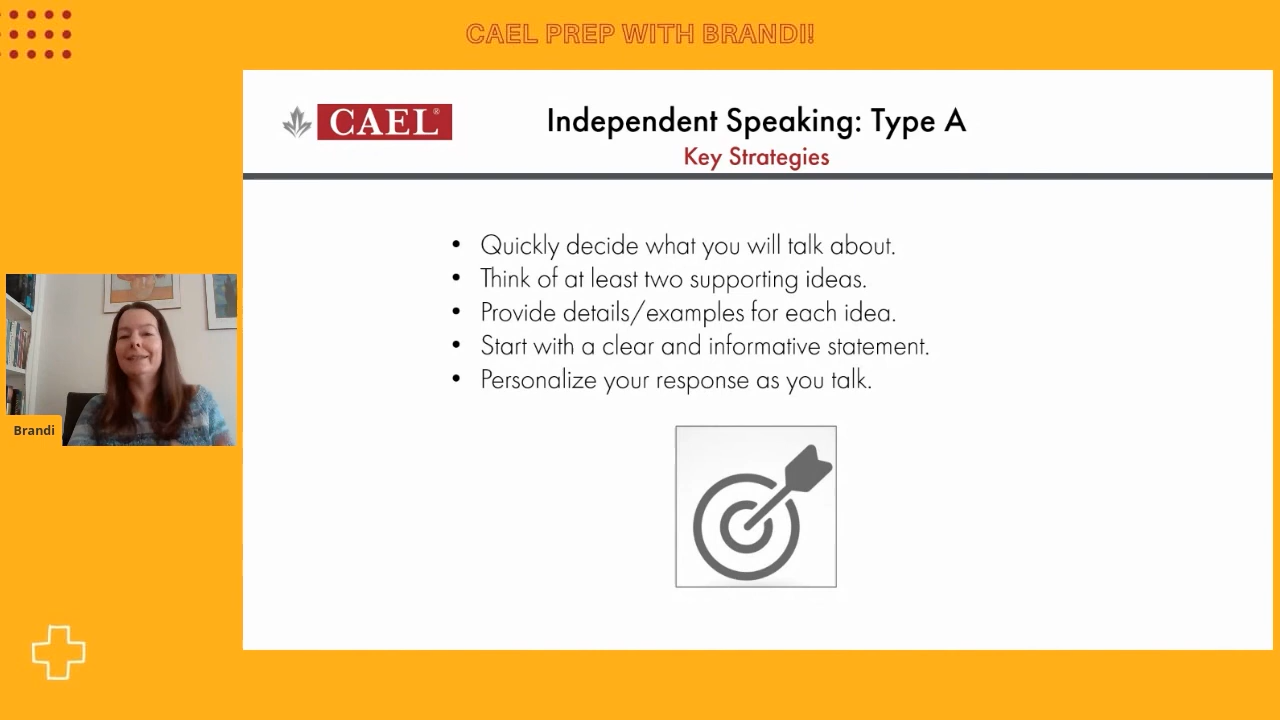 CAEL PREP WITH BRANDI!
CAEL®
Independent Speaking: Type A
Key Strategies
• Quickly decide what you will talk about.
• Think of at least two supporting ideas.
• Provide details/examples for each idea.
• Start with a clear and informative statement.
• Personalize your response as you talk.
Brandi